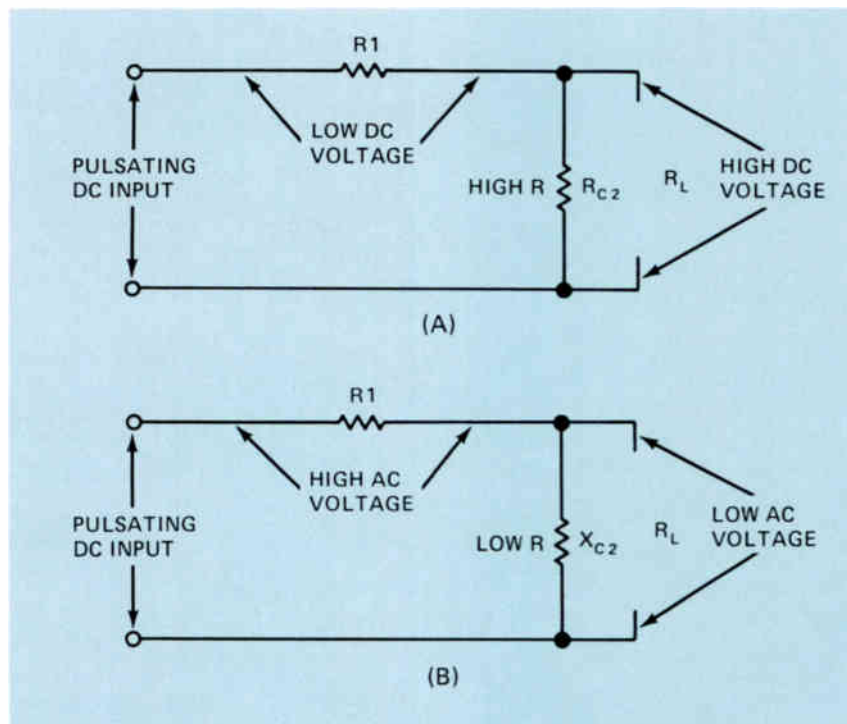 R1
LOW DC
VOLTAGE
PULSATING
DC INPUT
HIGH R
RC2
RL
HIGH DC
VOLTAGE
(A)
R1
HIGH AC
VOLTAGE
PULSATING
DC INPUT
LOW R
XC2
RL
LOW AC
VOLTAGE
(B)